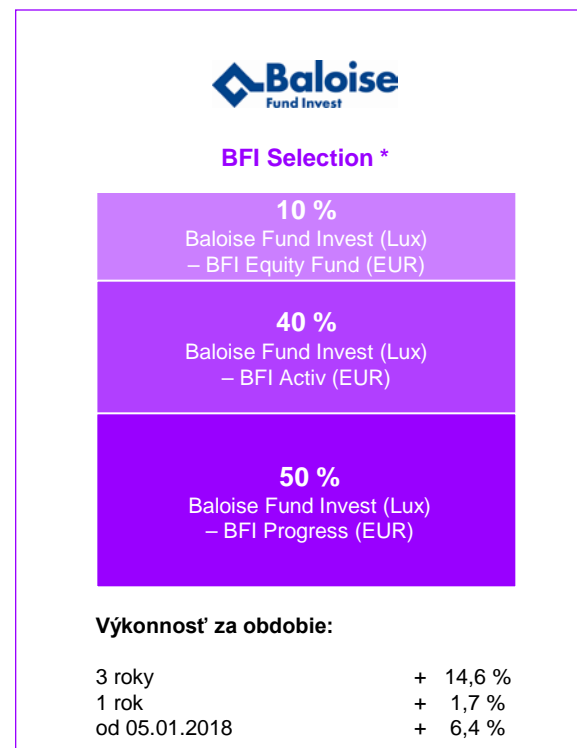 Baloise
Fund Invest
BFI Selection *
10 %
Baloise Fund Invest (Lux)
– BFI Equity Fund (EUR)
40 %
Baloise Fund Invest (Lux)
– BFI Activ (EUR)
50 %
Baloise Fund Invest (Lux)
– BFI Progress (EUR)
Výkonnosť za obdobie:
3 roky + 14,6 %
1 rok + 1,7 %
od 05.01.2018 + 6,4 %